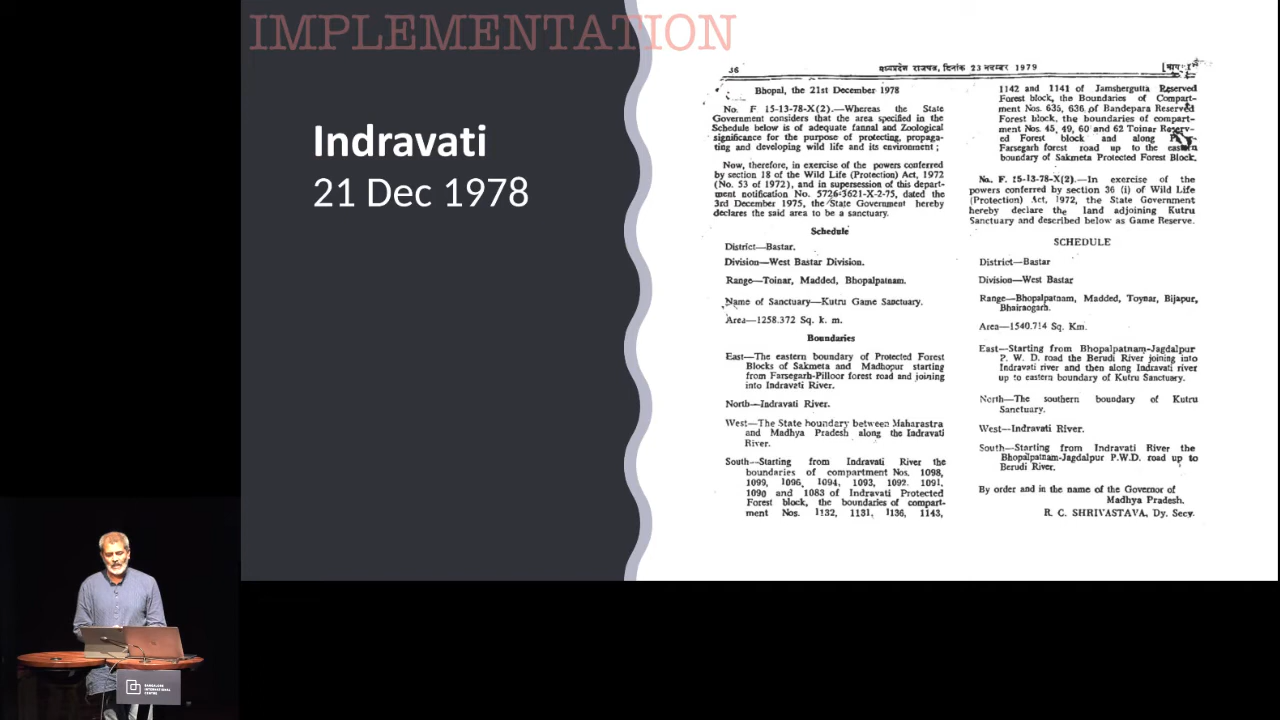 IMPLEMENTATION
Indravati
21 Dec 1978
36
मध्यप्रदेश राजपत्र, दिनांक 23 नवम्बर 1979
Bhopal, the 21st December 1978
No. F 15-13-78-X(2).—Whereas the State
Government considers that the area specified in the
Schedule below is of adequate fannal and Zoological
significance for the purpose of protecting, propaga-
ting and developing wild life and its environment ;
Now, therefore, in exercise of the powers conferred
by section 18 of the Wild Life (Protection) Act, 1972
(No. 53 of 1972), and in supersession of this depart-
ment notification No. 5726-3621-X-2-75, dated the
3rd December 1975, the State Government hereby
declares the said area to be a sanctuary.
Schedule
District—Bastar.
Division—West Bastar Division.
Range—Toinar, Madded, Bhopalpatnam.
Name of Sanctuary—Kutru Game Sanctuary.
Area—1258.372 Sq. k. m.
Boundaries
East—The eastern boundary of Protected Forest
Blocks of Sakmeta and Madhopur starting
from Farsegarh-Pilloor forest road and joining
into Indravati River.
North—Indravati River.
West—The State boundary between Maharastra
and Madhya Pradesh along the Indravati
River.
South—Starting from Indravati River the
boundaries of compartment Nos. 1098,
1099, 1096, 1094, 1093, 1092, 1091,
1090 and 1083 of Indravati Protected
Forest block, the boundaries of compart-
ment Nos. 1132, 1131, 1136, 1143,
1142 and 1141 of Jamshergutta Reserved
Forest block, the Boundaries of Compart-
ment Nos. 635, 636 of Bandepara Reserved
Forest block, the boundaries of compart-
ment Nos. 45, 49, 60 and 62 Toinar Reserv-
ed Forest block and along
Farsegarh forest road up to the eastern
boundary of Sakmeta Protected Forest Block.
No. F. 15-13-78-X(2).—In exercise of the
powers conferred by section 36 (i) of Wild Life
(Protection) Act, 1972, the State Government
hereby declare the land adjoining Kutru
Sanctuary and described below as Game Reserve.
SCHEDULE
District—Bastar
Division—West Bastar
Range—Bhopalpatnam, Madded, Toynar, Bijapur,
Bhairaogarh.
Area—1540.714 Sq. Km.
East—Starting from Bhopalpatnam-Jagdalpur
P. W. D. road the Berudi River joining into
Indravati river and then along Indravati river
up to eastern boundary of Kutru Sanctuary.
North—The southern boundary of Kutru
Sanctuary.
West—Indravati River.
South—Starting from Indravati River the
Bhopalpatnam-Jagdalpur P.W.D. road up to
Berudi River.
By order and in the name of the Governor of
Madhya Pradesh,
R. C. SHRIVASTAVA, Dy. Secy.
BANGALORE
INTERNATIONAL
CENTRE